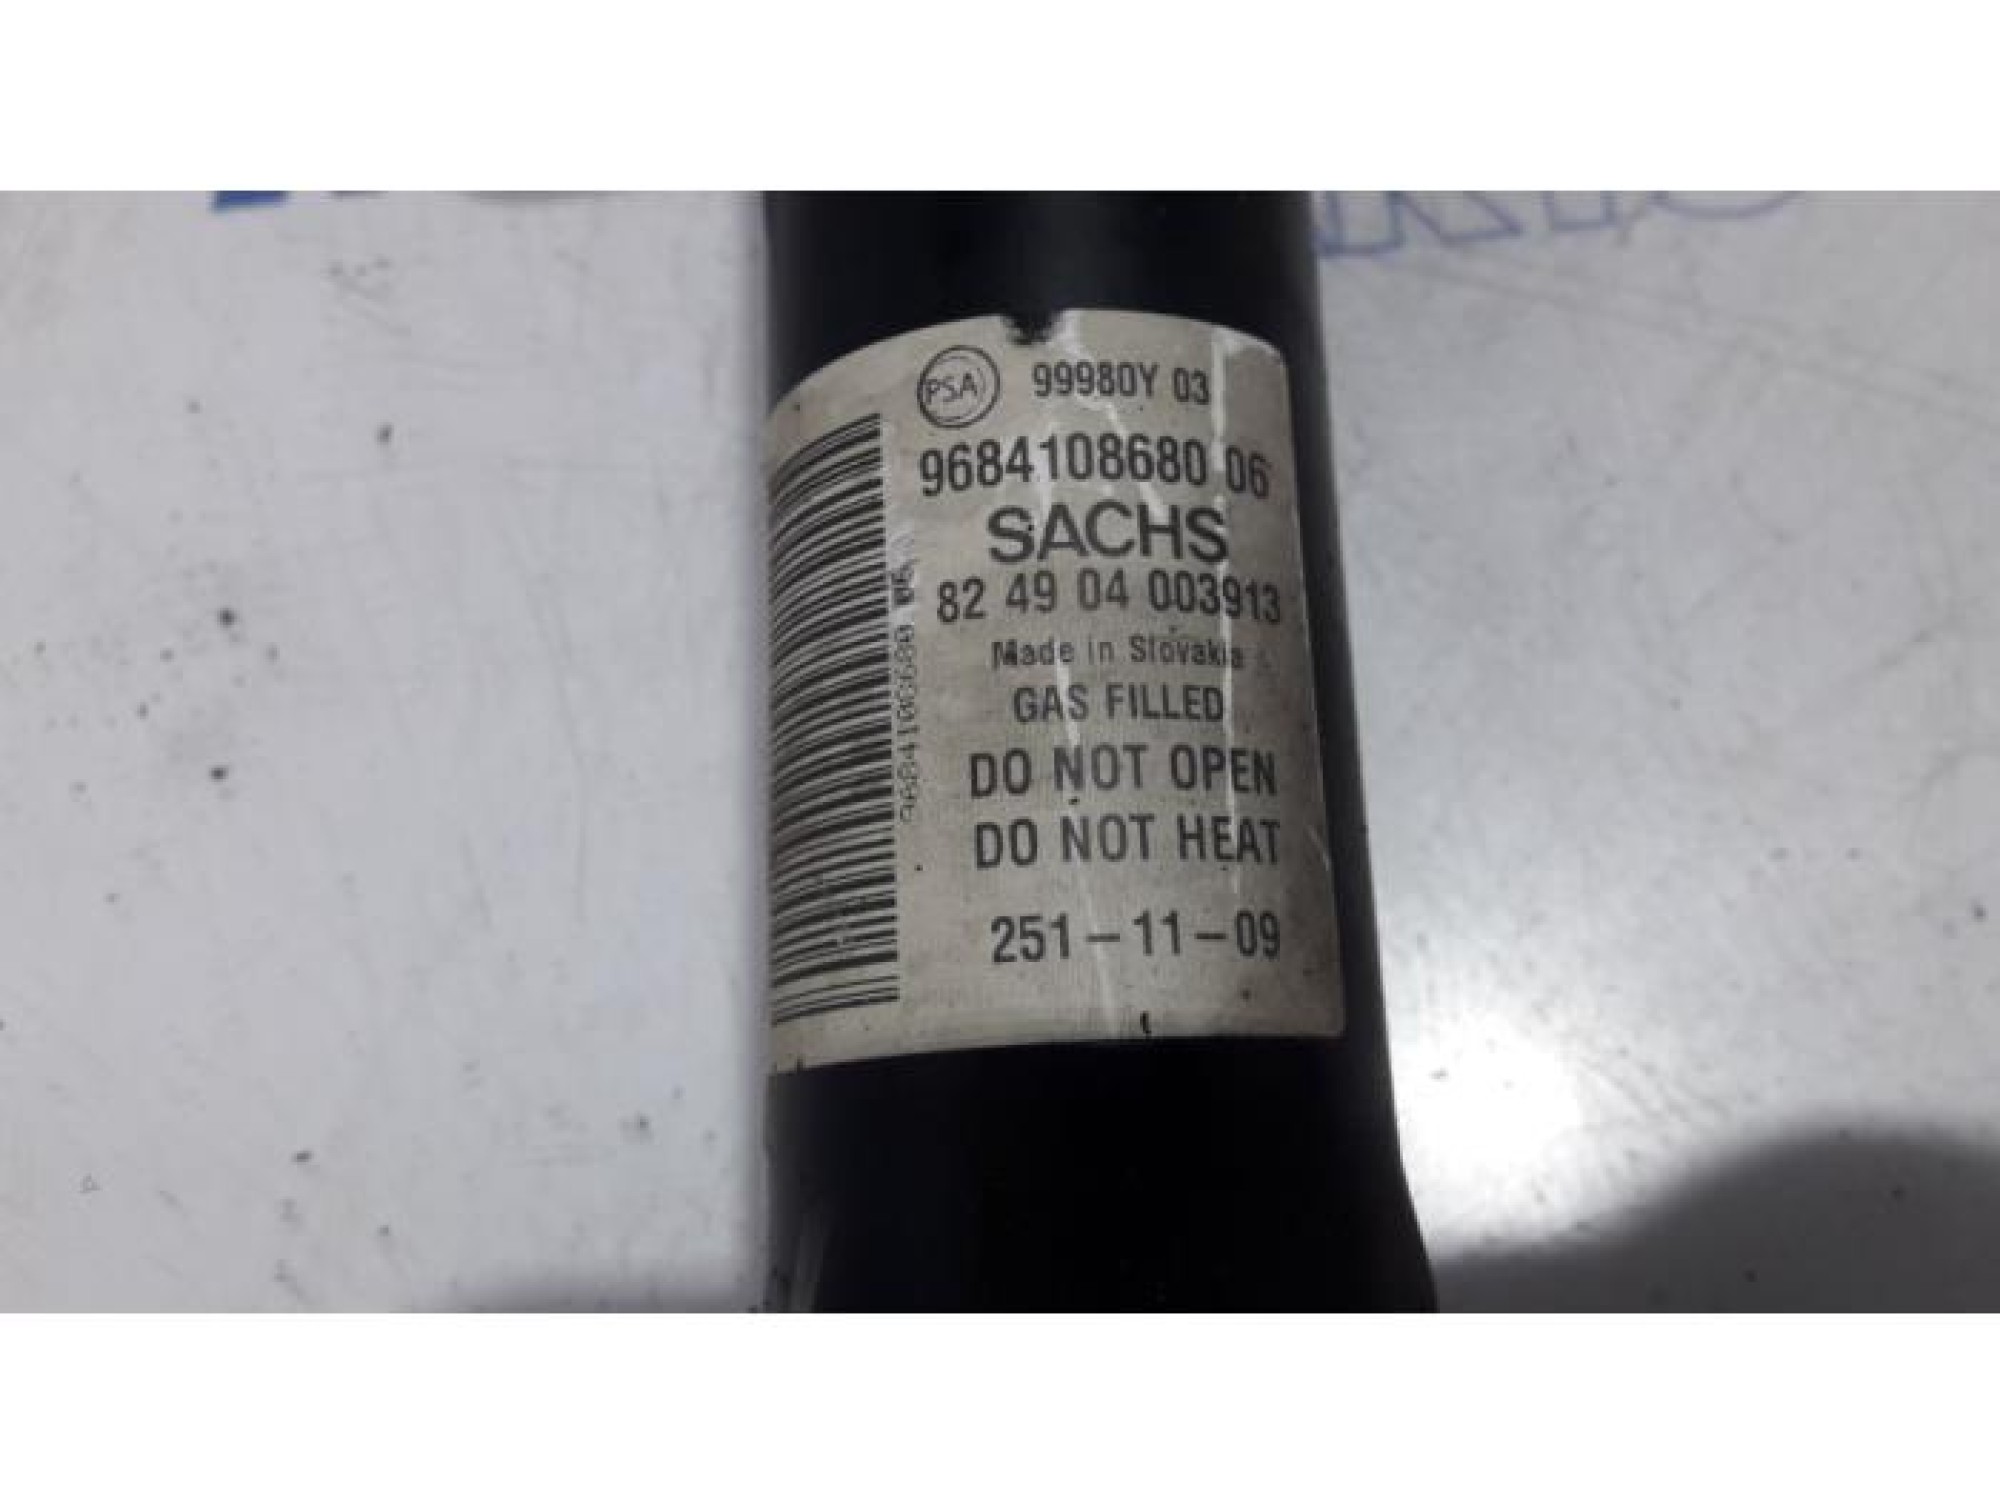 PSA 99980Y 03
9684108680 06
SACHS
82 49 04 003913
Made in Slovakia
GAS FILLED
DO NOT OPEN
DO NOT HEAT
251-11-09